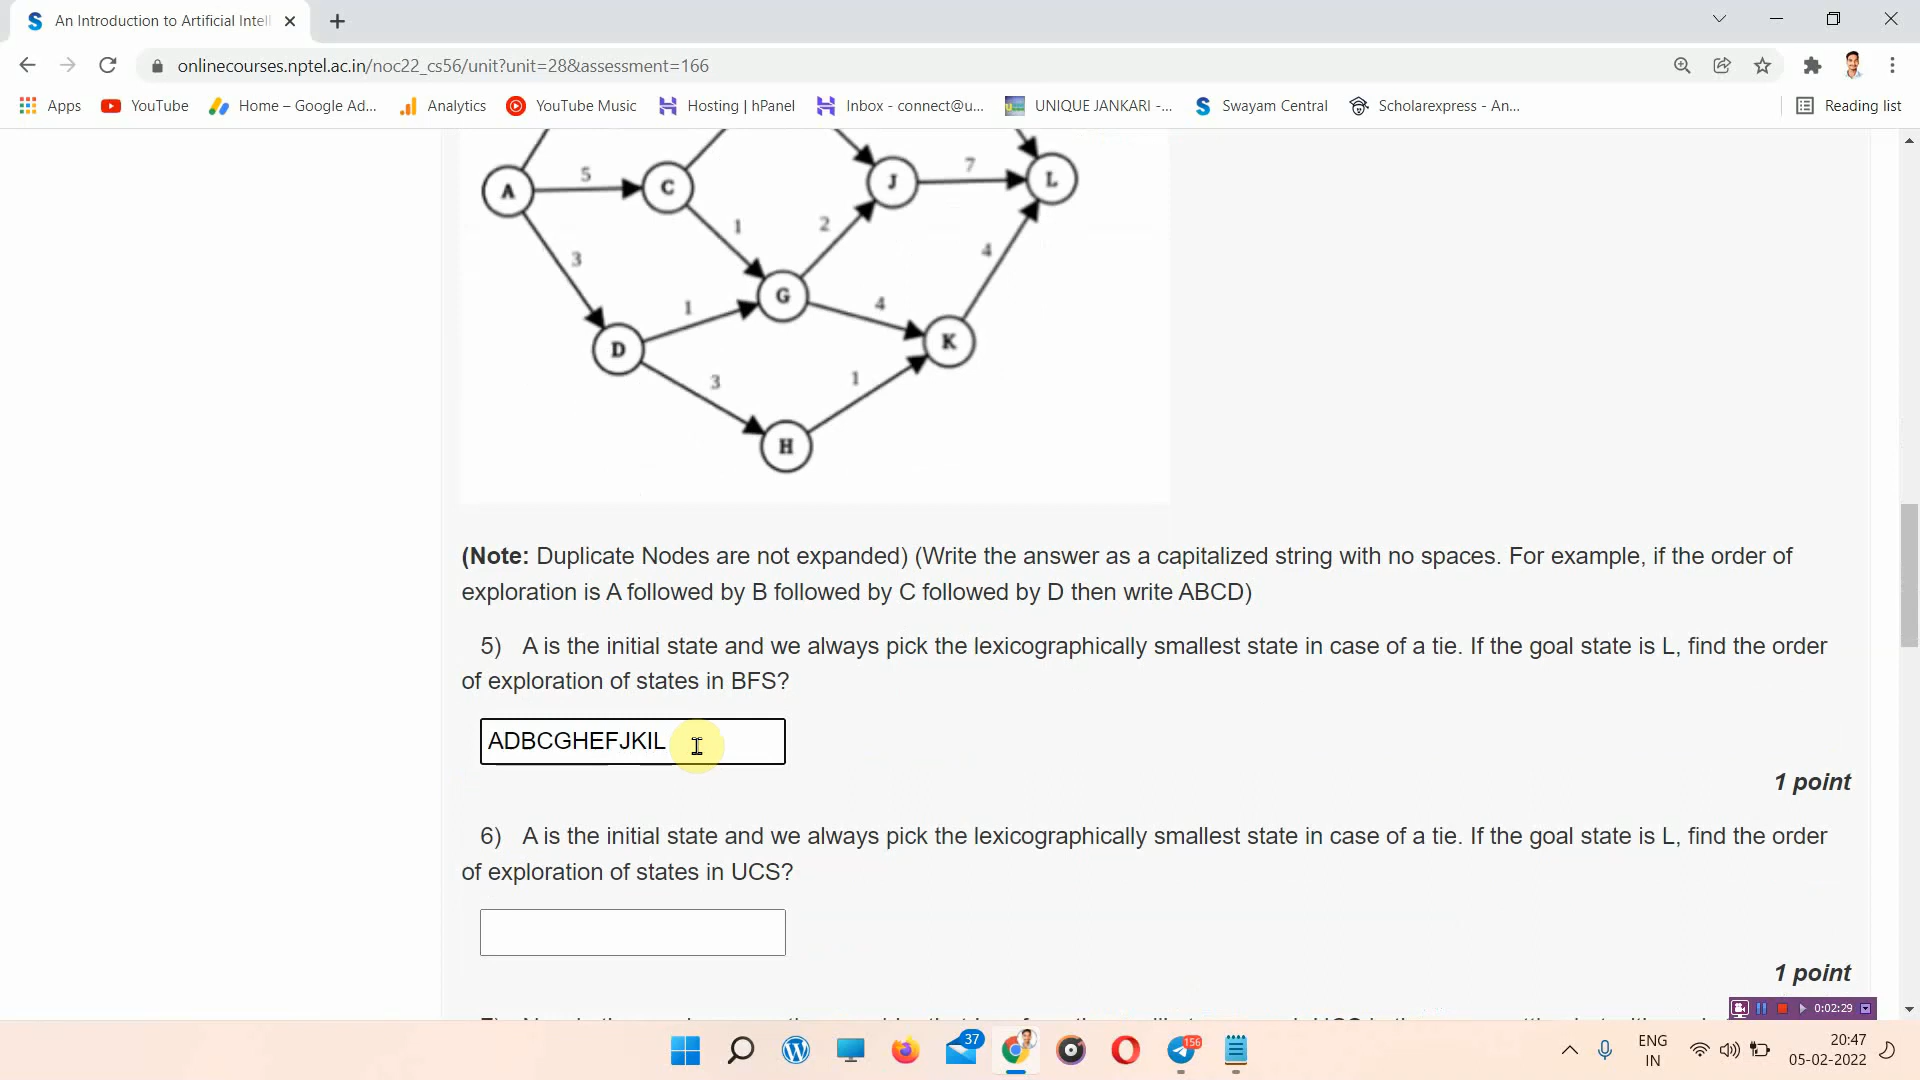 An Introduction to Artificial Intell
onlinecourses.nptel.ac.in/noc22_cs56/unit?unit=28&assessment=166
Apps YouTube Home – Google Ad... Analytics YouTube Music Hosting | hPanel Inbox - connect@u... UNIQUE JANKARI -... Swayam Central Scholarexpress - An... Reading list
A 5 C J 7 L
1 2 4
3
G
1 4
D K
3 1
H
(Note: Duplicate Nodes are not expanded) (Write the answer as a capitalized string with no spaces. For example, if the order of
exploration is A followed by B followed by C followed by D then write ABCD)
5) A is the initial state and we always pick the lexicographically smallest state in case of a tie. If the goal state is L, find the order
of exploration of states in BFS?
ADBCGHEFJKIL
1 point
6) A is the initial state and we always pick the lexicographically smallest state in case of a tie. If the goal state is L, find the order
of exploration of states in UCS?
1 point
0:02:29
37
156
ENG
IN
20:47
05-02-2022